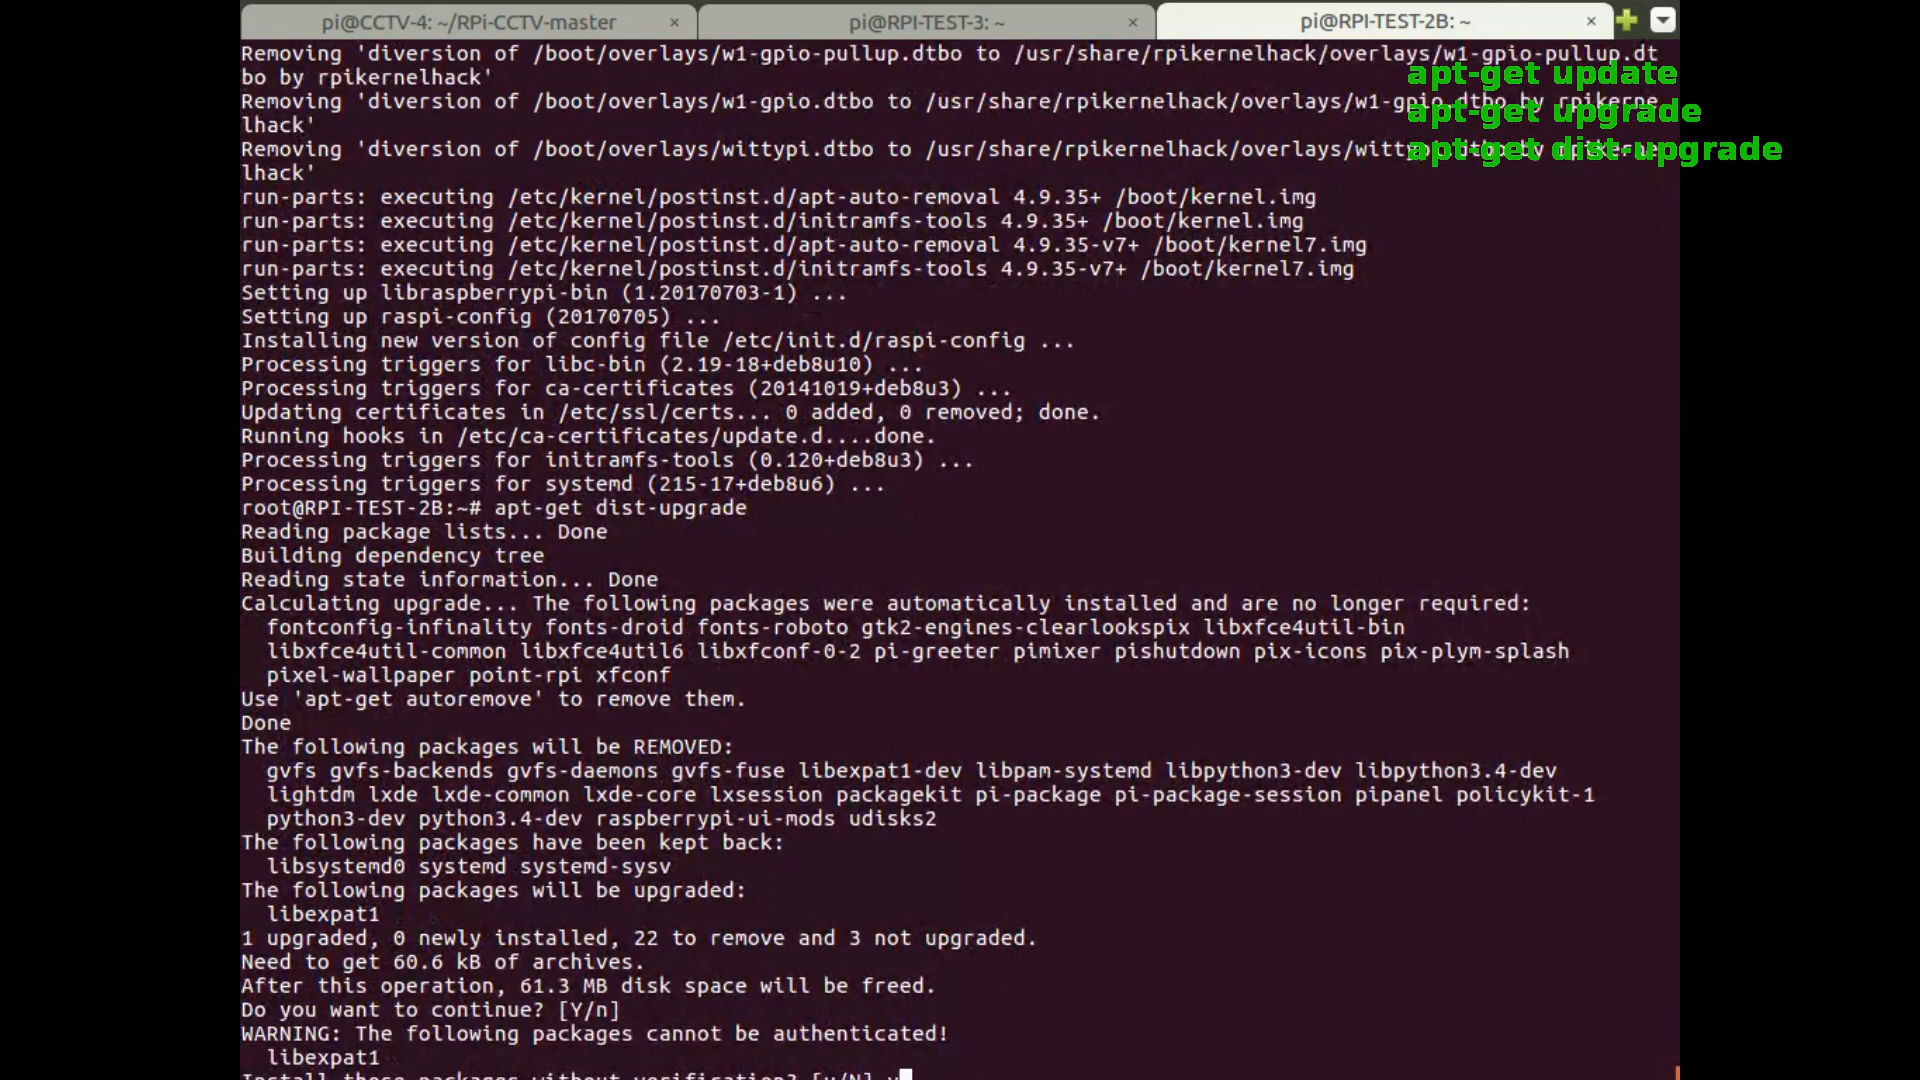 pi@CCTV-4: ~/RPi-CCTV-master × pi@RPI-TEST-3: ~ × pi@RPI-TEST-2B: ~ ×
Removing 'diversion of /boot/overlays/w1-gpio-pullup.dtbo to /usr/share/rpikernelhack/overlays/w1-gpio-pullup.dt
bo by rpikernelhack'
apt-get update
Removing 'diversion of /boot/overlays/w1-gpio.dtbo to /usr/share/rpikernelhack/overlays/w1-gpio.dtbo by rpikerne
apt-get upgrade
lhack'
Removing 'diversion of /boot/overlays/wittypi.dtbo to /usr/share/rpikernelhack/overlays/wittypi.dtbo by rpikerne
apt-get dist-upgrade
lhack'
run-parts: executing /etc/kernel/postinst.d/apt-auto-removal 4.9.35+ /boot/kernel.img
run-parts: executing /etc/kernel/postinst.d/initramfs-tools 4.9.35+ /boot/kernel.img
run-parts: executing /etc/kernel/postinst.d/apt-auto-removal 4.9.35-v7+ /boot/kernel7.img
run-parts: executing /etc/kernel/postinst.d/initramfs-tools 4.9.35-v7+ /boot/kernel7.img
Setting up libraspberrypi-bin (1.20170703-1) ...
Setting up raspi-config (20170705) ...
Installing new version of config file /etc/init.d/raspi-config ...
Processing triggers for libc-bin (2.19-18+deb8u10) ...
Processing triggers for ca-certificates (20141019+deb8u3) ...
Updating certificates in /etc/ssl/certs... 0 added, 0 removed; done.
Running hooks in /etc/ca-certificates/update.d....done.
Processing triggers for initramfs-tools (0.120+deb8u3) ...
Processing triggers for systemd (215-17+deb8u6) ...
root@RPI-TEST-2B:~# apt-get dist-upgrade
Reading package lists... Done
Building dependency tree
Reading state information... Done
Calculating upgrade... The following packages were automatically installed and are no longer required:
fontconfig-infinality fonts-droid fonts-roboto gtk2-engines-clearlookspix libxfce4util-bin
libxfce4util-common libxfce4util6 libxfconf-0-2 pi-greeter pimixer pishutdown pix-icons pix-plym-splash
pixel-wallpaper point-rpi xfconf
Use 'apt-get autoremove' to remove them.
Done
The following packages will be REMOVED:
gvfs gvfs-backends gvfs-daemons gvfs-fuse libexpat1-dev libpam-systemd libpython3-dev libpython3.4-dev
lightdm lxde lxde-common lxde-core lxsession packagekit pi-package pi-package-session pipanel policykit-1
python3-dev python3.4-dev raspberrypi-ui-mods udisks2
The following packages have been kept back:
libsystemd0 systemd systemd-sysv
The following packages will be upgraded:
libexpat1
1 upgraded, 0 newly installed, 22 to remove and 3 not upgraded.
Need to get 60.6 kB of archives.
After this operation, 61.3 MB disk space will be freed.
Do you want to continue? [Y/n]
WARNING: The following packages cannot be authenticated!
libexpat1
Install these packages without verification? [y/N] y